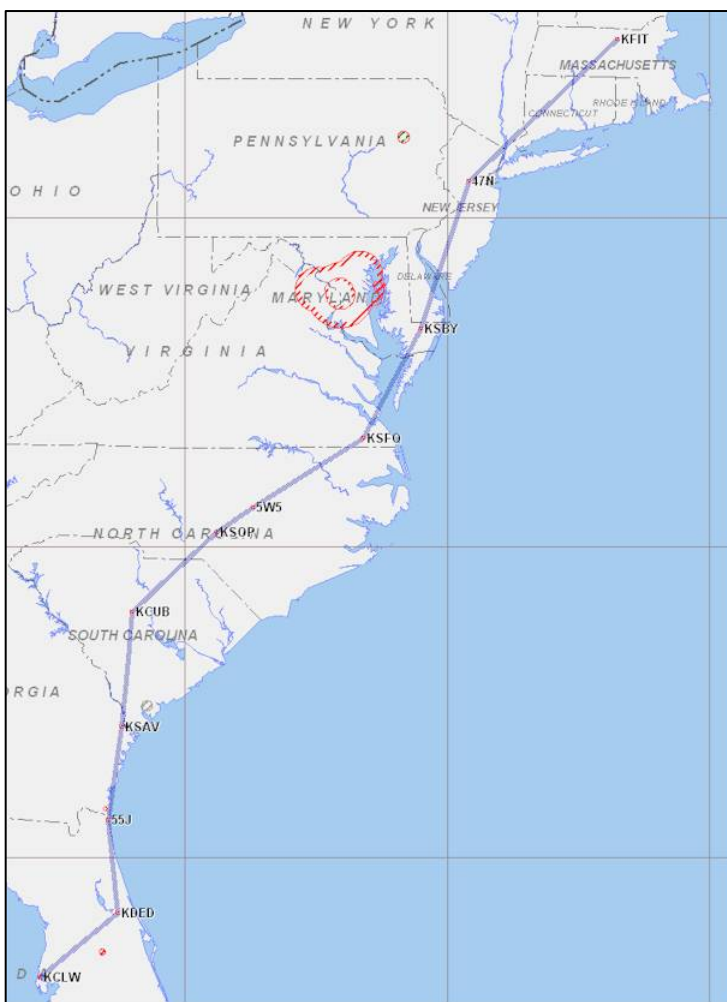 NEW YORK
KFIT
MASSACHUSETTS
RHODE ISLAND
CONNECTICUT
PENNSYLVANIA
47N
OHIO
NEW JERSEY
DELAWARE
WEST VIRGINIA
MARYLAND
KSBY
VIRGINIA
KSFQ
5W5
KSOP
NORTH CAROLINA
KCUB
SOUTH CAROLINA
ORGIA
KSAV
55J
KDED
D A
KCLW